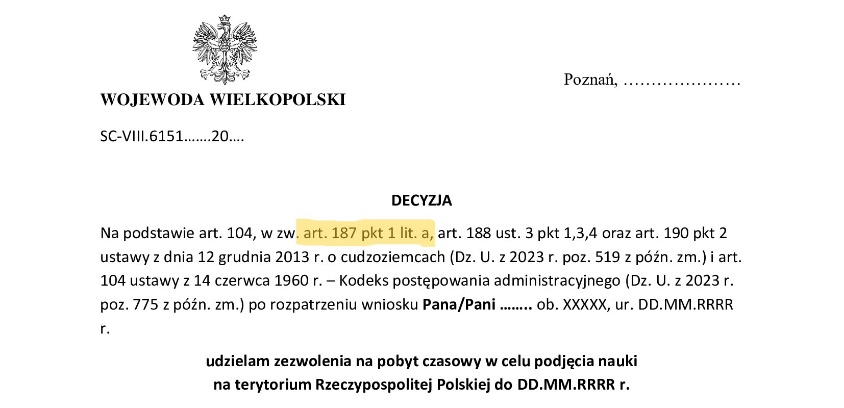 Poznań, …………………
WOJEWODA WIELKOPOLSKI
SC-VIII.6151…….20….
DECYZJA
Na podstawie art. 104, w zw. art. 187 pkt 1 lit. a, art. 188 ust. 3 pkt 1,3,4 oraz art. 190 pkt 2
ustawy z dnia 12 grudnia 2013 r. o cudzoziemcach (Dz. U. z 2023 r. poz. 519 z późn. zm.) i art.
104 ustawy z 14 czerwca 1960 r. – Kodeks postępowania administracyjnego (Dz. U. z 2023 r.
poz. 775 z późn. zm.) po rozpatrzeniu wniosku Pana/Pani …….. ob. XXXXX, ur. DD.MM.RRRR
r.
udzielam zezwolenia na pobyt czasowy w celu podjęcia nauki
na terytorium Rzeczypospolitej Polskiej do DD.MM.RRRR r.